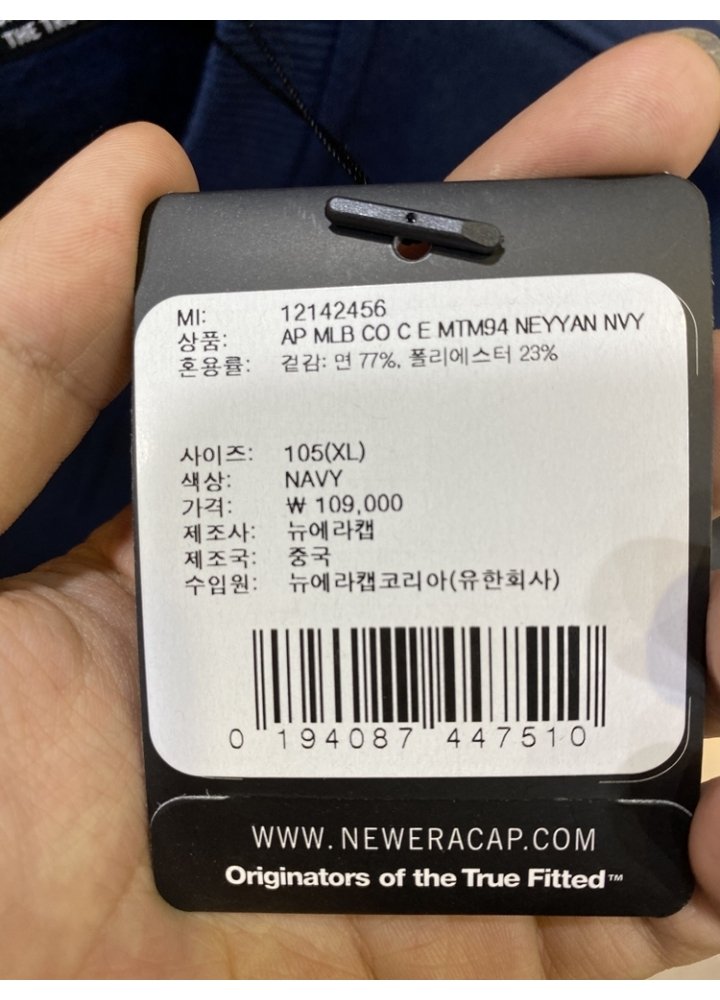 THE TRU
MI: 12142456
상품: AP MLB CO C E MTM94 NEYYAN NVY
혼용률: 겉감: 면 77%, 폴리에스터 23%
사이즈: 105(XL)
색상: NAVY
가격: ₩ 109,000
제조사: 뉴에라캡
제조국: 중국
수입원: 뉴에라캡코리아(유한회사)
0 194087 447510
WWW.NEWERACAP.COM
Originators of the True Fitted™